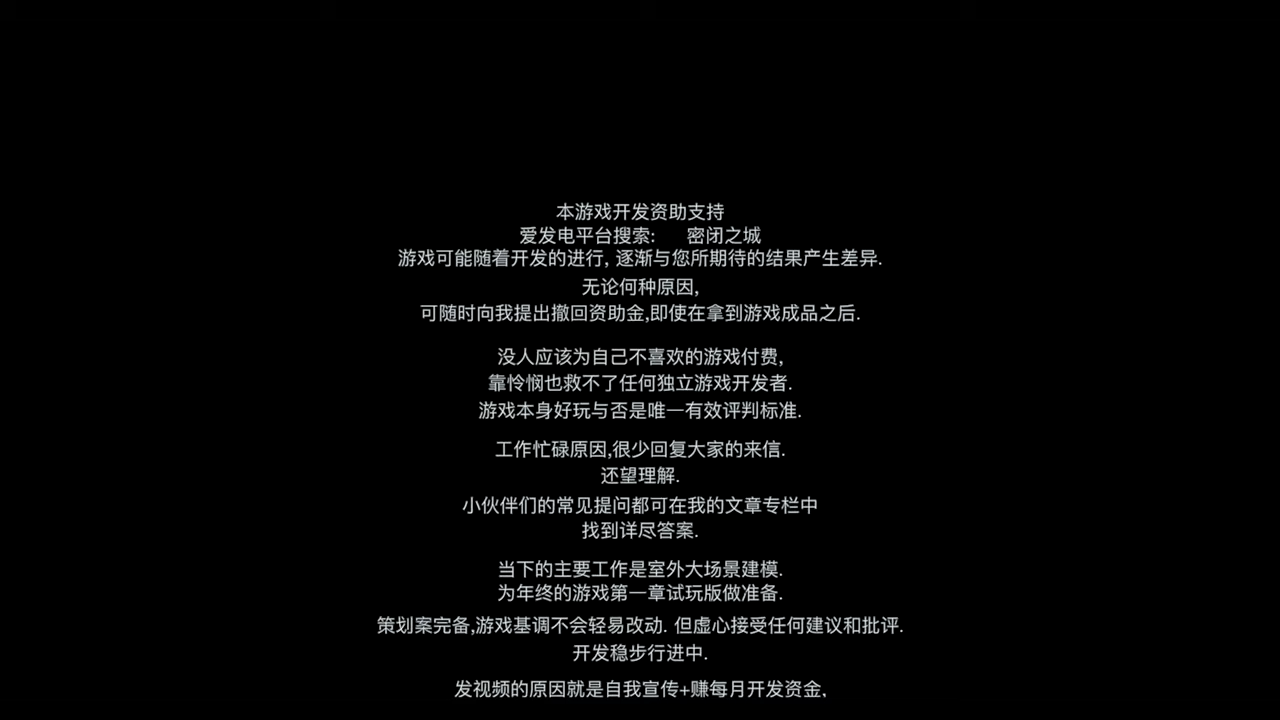 本游戏开发资助支持
爱发电平台搜索: 密闭之城
游戏可能随着开发的进行, 逐渐与您所期待的结果产生差异.
无论何种原因,
可随时向我提出撤回资助金,即使在拿到游戏成品之后.
没人应该为自己不喜欢的游戏付费,
靠怜悯也救不了任何独立游戏开发者.
游戏本身好玩与否是唯一有效评判标准.
工作忙碌原因,很少回复大家的来信.
还望理解.
小伙伴们的常见提问都可在我的文章专栏中
找到详尽答案.
当下的主要工作是室外大场景建模.
为年终的游戏第一章试玩版做准备.
策划案完备,游戏基调不会轻易改动. 但虚心接受任何建议和批评.
开发稳步行进中.
发视频的原因就是自我宣传+赚每月开发资金,